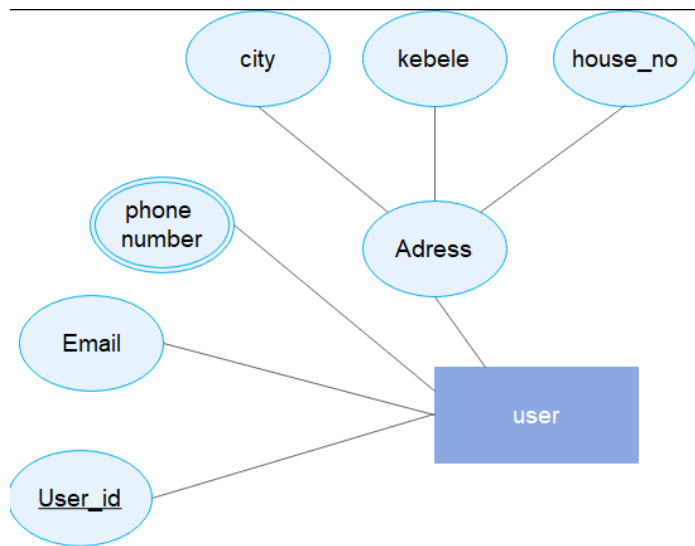 city
kebele
house_no
phone
number
Adress
Email
user
User_id